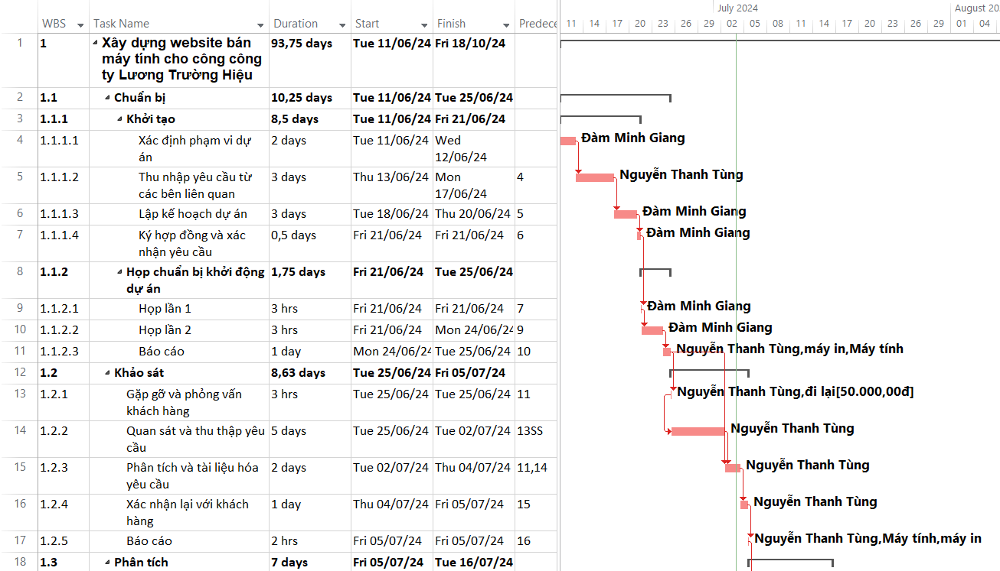 July 2024 August 20
WBS Task Name Duration Start Finish Predece 11 14 17 20 23 26 29 02 05 08 11 14 17 20 23 26 29 01 04
1 1 Xây dựng website bán 93,75 days Tue 11/06/24 Fri 18/10/24
máy tính cho công công
ty Lương Trường Hiệu
2 1.1 Chuẩn bị 10,25 days Tue 11/06/24 Tue 25/06/24
3 1.1.1 Khởi tạo 8,5 days Tue 11/06/24 Fri 21/06/24
4 1.1.1.1 Xác định phạm vi dự 2 days Tue 11/06/24 Wed Đàm Minh Giang
án 12/06/24
5 1.1.1.2 Thu nhập yêu cầu từ 3 days Thu 13/06/24 Mon 4 Nguyễn Thanh Tùng
các bên liên quan 17/06/24
6 1.1.1.3 Lập kế hoạch dự án 3 days Tue 18/06/24 Thu 20/06/24 5 Đàm Minh Giang
7 1.1.1.4 Ký hợp đồng và xác 0,5 days Fri 21/06/24 Fri 21/06/24 6 Đàm Minh Giang
nhận yêu cầu
8 1.1.2 Họp chuẩn bị khởi động 1,75 days Fri 21/06/24 Tue 25/06/24
dự án
9 1.1.2.1 Họp lần 1 3 hrs Fri 21/06/24 Fri 21/06/24 7 Đàm Minh Giang
10 1.1.2.2 Họp lần 2 3 hrs Fri 21/06/24 Mon 24/06/24 9 Đàm Minh Giang
11 1.1.2.3 Báo cáo 1 day Mon 24/06/24 Tue 25/06/24 10 Nguyễn Thanh Tùng,máy in,Máy tính
12 1.2 Khảo sát 8,63 days Tue 25/06/24 Fri 05/07/24
13 1.2.1 Gặp gỡ và phỏng vấn 3 hrs Tue 25/06/24 Tue 25/06/24 11 Nguyễn Thanh Tùng,đi lại[50.000,00đ]
khách hàng
14 1.2.2 Quan sát và thu thập yêu 5 days Tue 25/06/24 Tue 02/07/24 13SS Nguyễn Thanh Tùng
cầu
15 1.2.3 Phân tích và tài liệu hóa 2 days Tue 02/07/24 Thu 04/07/24 11,14 Nguyễn Thanh Tùng
yêu cầu
16 1.2.4 Xác nhận lại với khách 1 day Thu 04/07/24 Fri 05/07/24 15 Nguyễn Thanh Tùng
hàng
17 1.2.5 Báo cáo 2 hrs Fri 05/07/24 Fri 05/07/24 16 Nguyễn Thanh Tùng,Máy tính,máy in
18 1.3 Phân tích 7 days Fri 05/07/24 Tue 16/07/24